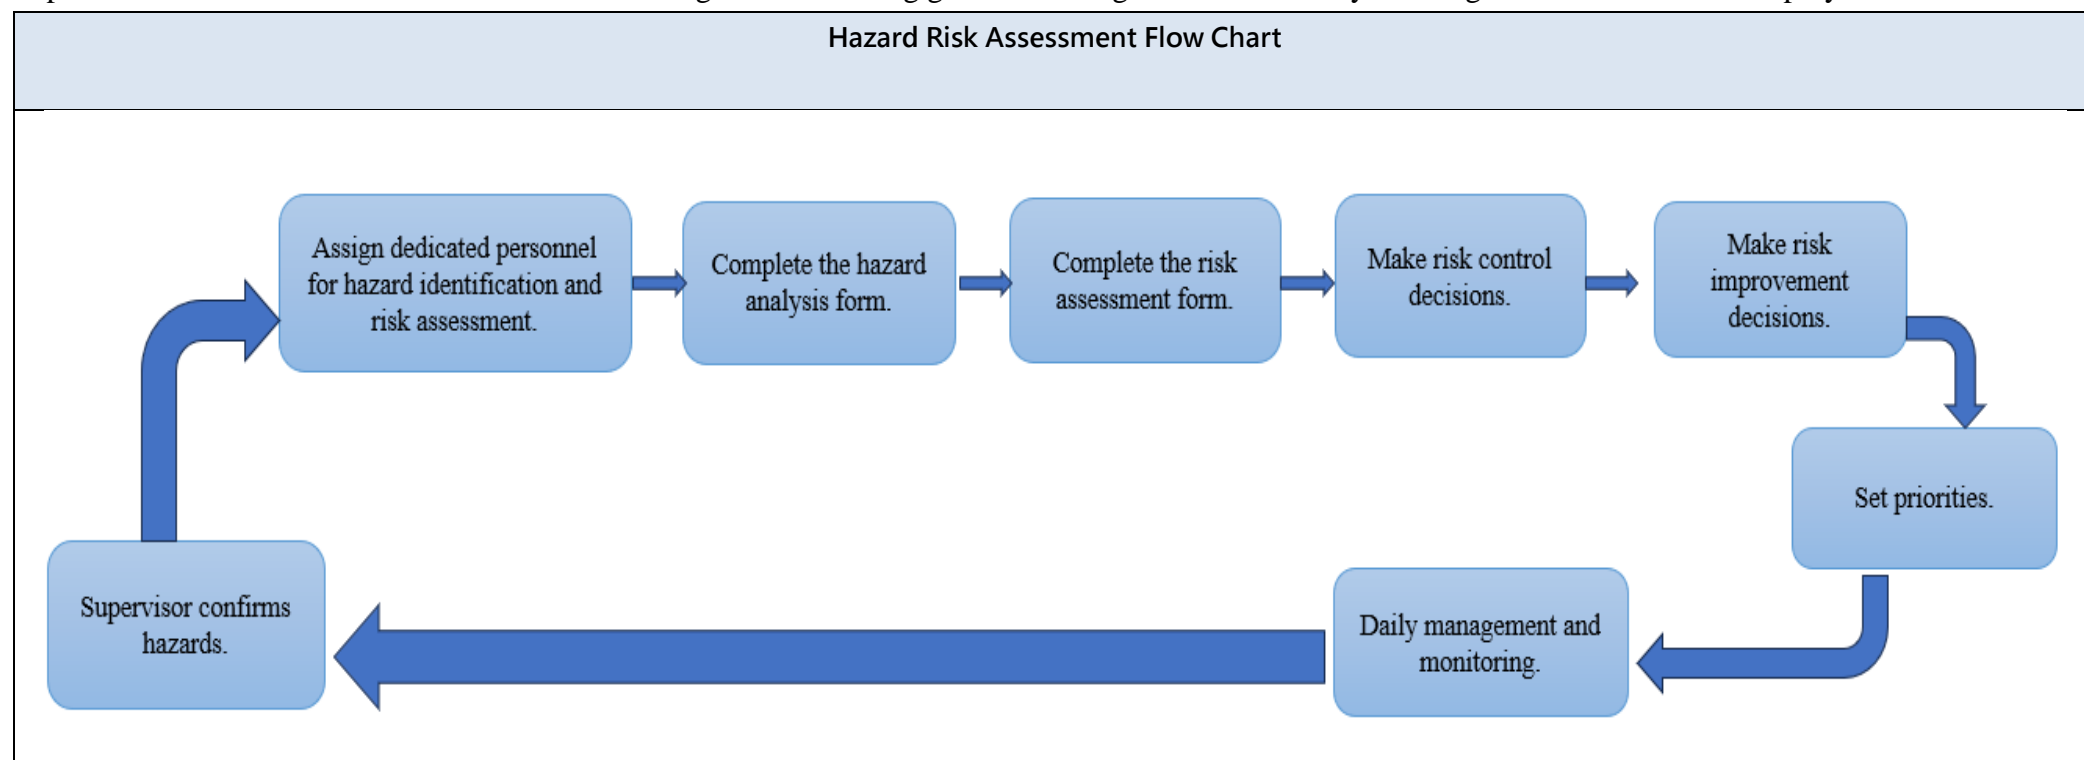 Hazard Risk Assessment Flow Chart
Assign dedicated personnel
for hazard identification and
risk assessment.
Complete the hazard
analysis form.
Complete the risk
assessment form.
Make risk control
decisions.
Make risk
improvement
decisions.
Set priorities.
Daily management and
monitoring.
Supervisor confirms
hazards.